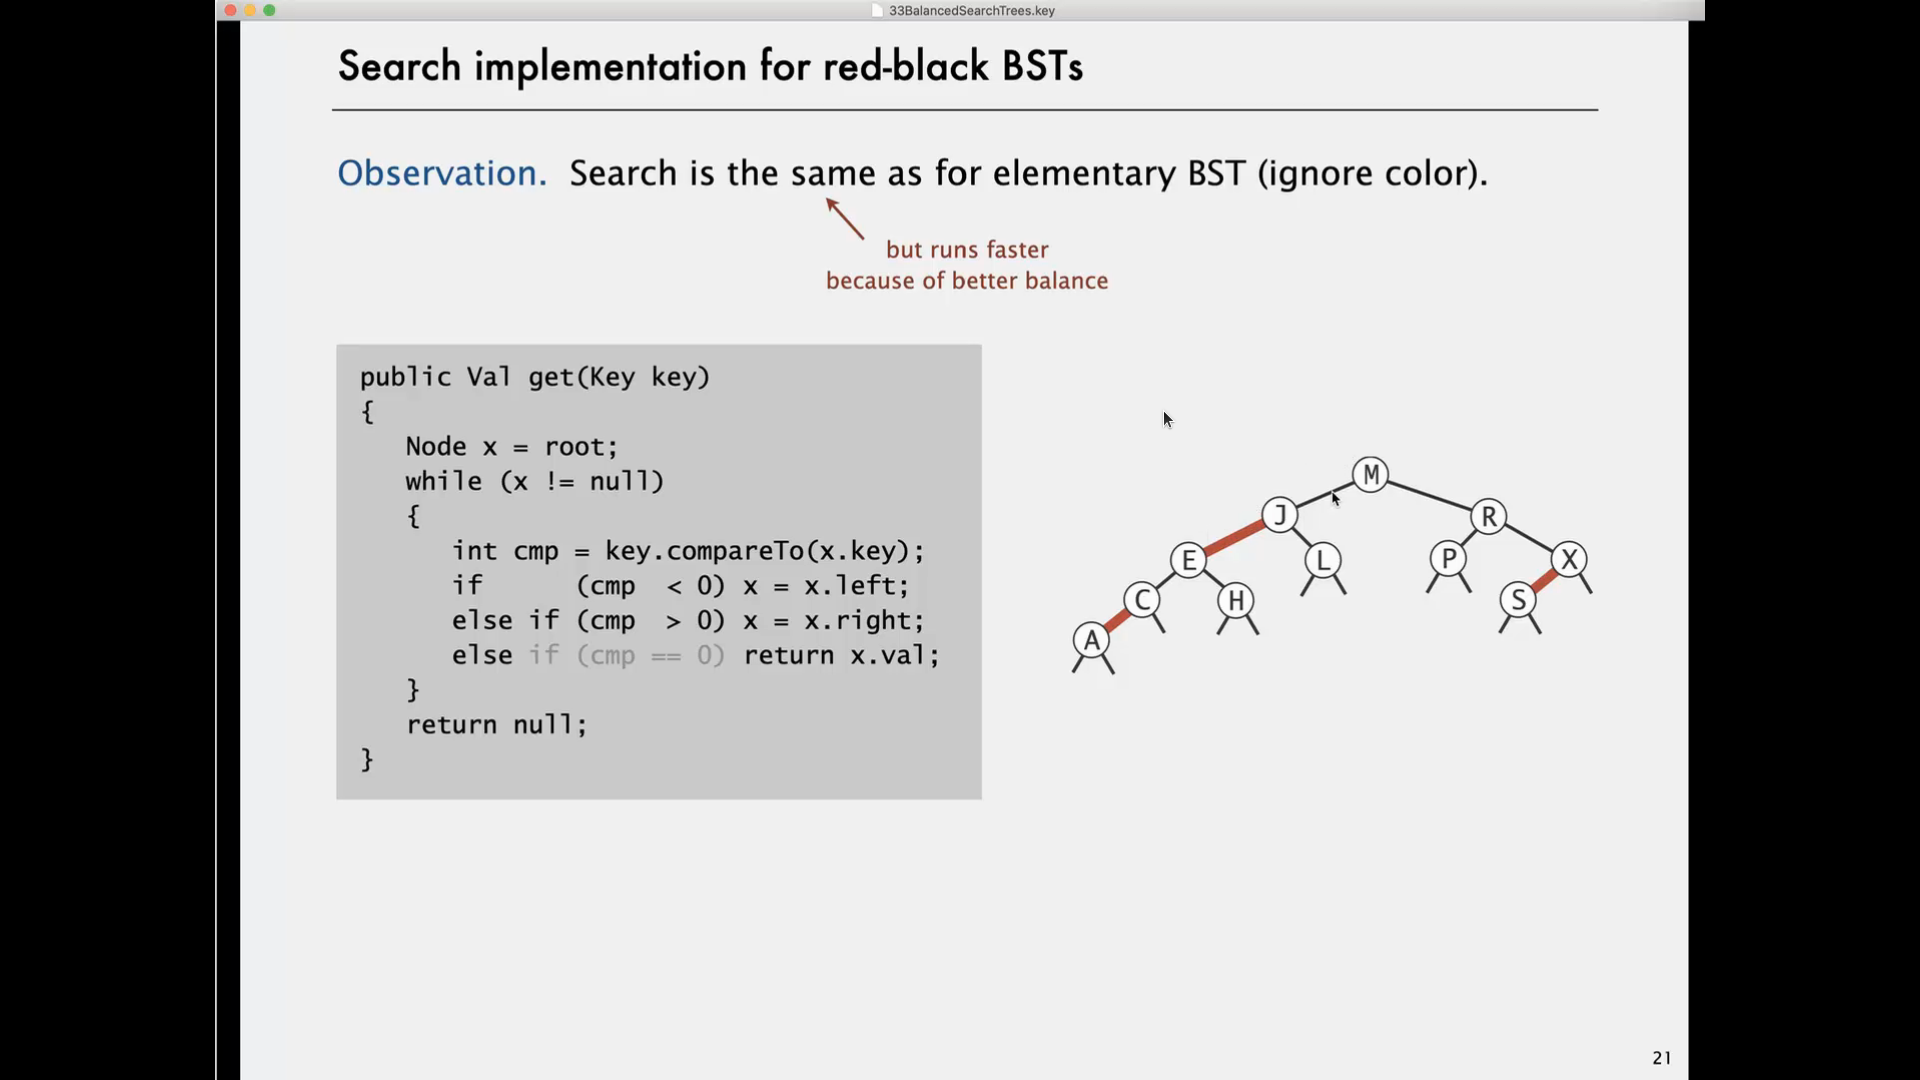 33BalancedSearchTrees.key
Search implementation for red-black BSTs
Observation. Search is the same as for elementary BST (ignore color).
but runs faster
because of better balance
public Val get(Key key)
{
   Node x = root;
   while (x != null)
   {
      int cmp = key.compareTo(x.key);
      if      (cmp  < 0) x = x.left;
      else if (cmp  > 0) x = x.right;
      else if (cmp == 0) return x.val;
   }
   return null;
}
M
J R
E L P X
C H S
A
21